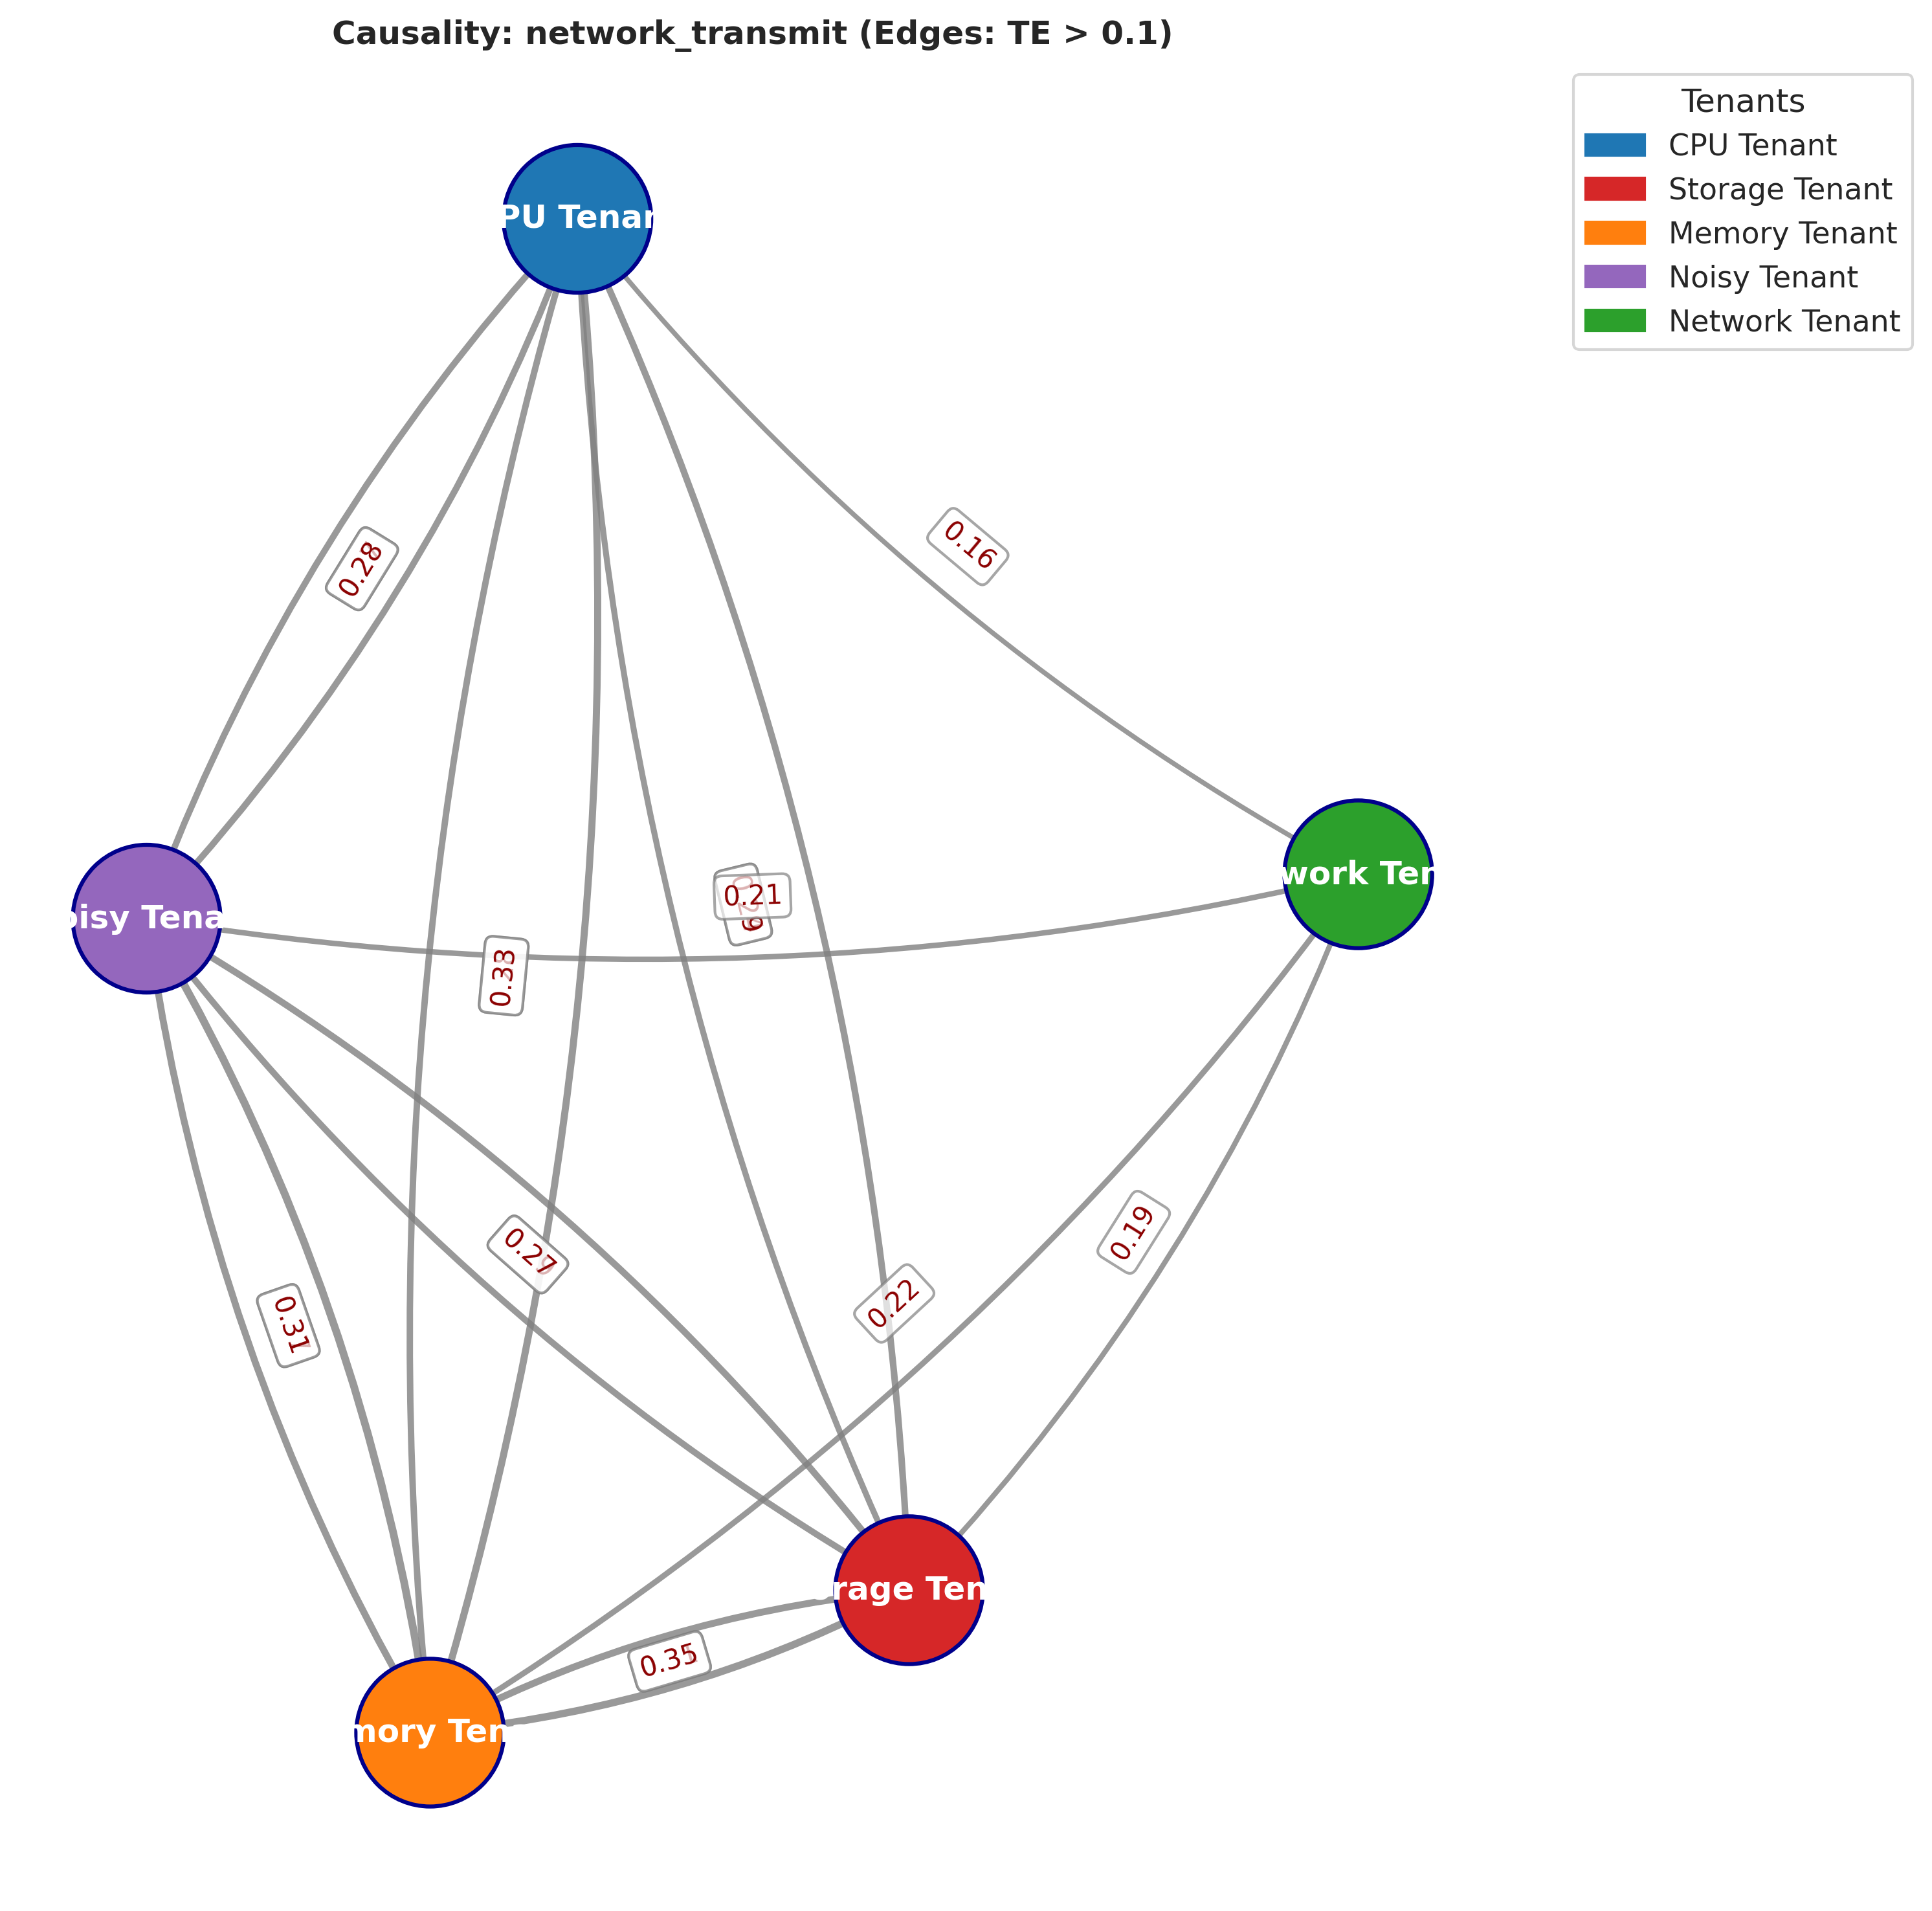 Causality: network_transmit (Edges: TE > 0.1)
Tenants
CPU Tenant
Storage Tenant
Memory Tenant
Noisy Tenant
Network Tenant
PU Tenan
0.16
0.28
work Ten
0.21
oisy Tena
0.33
0.19
0.27
0.22
0.31
rage Ten
0.35
mory Ten